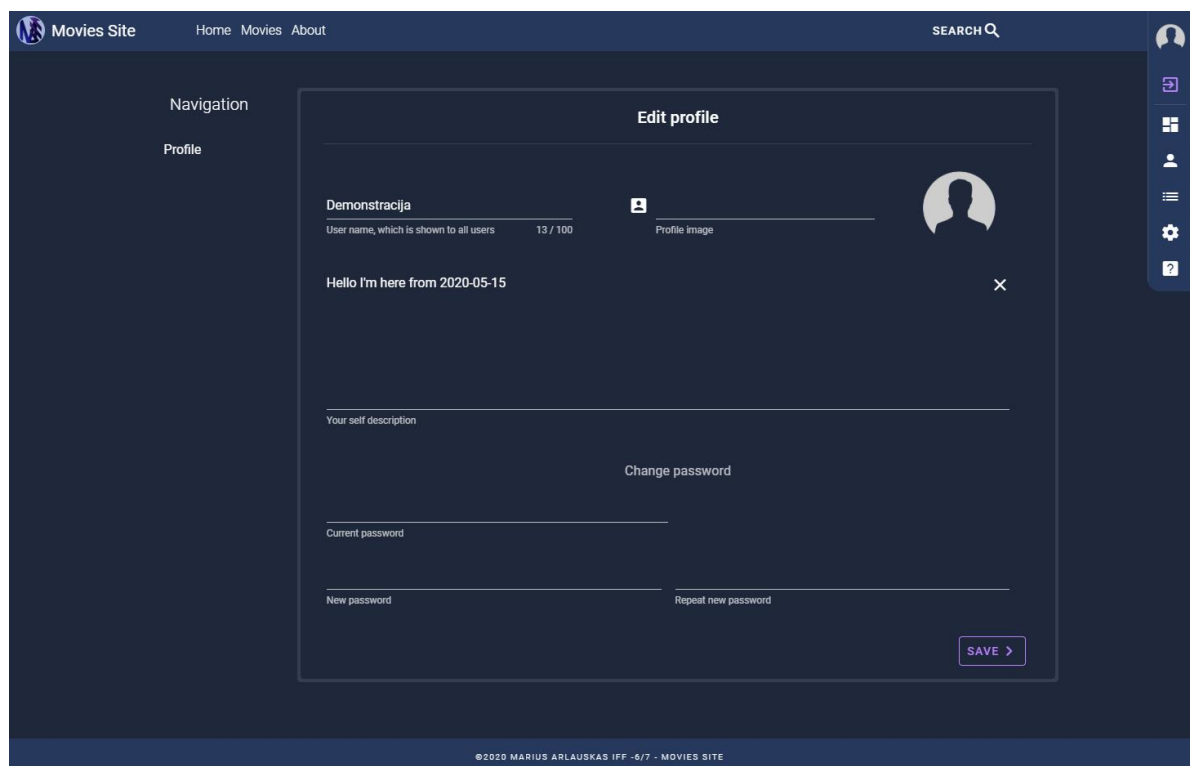 Movies Site Home Movies About SEARCH
Navigation
Profile
Edit profile
Demonstracija
User name, which is shown to all users 13 / 100 Profile image
Hello I'm here from 2020-05-15
Your self description
Change password
Current password
New password Repeat new password
SAVE
©2020 MARIUS ARLAUSKAS IFF -6/7 - MOVIES SITE